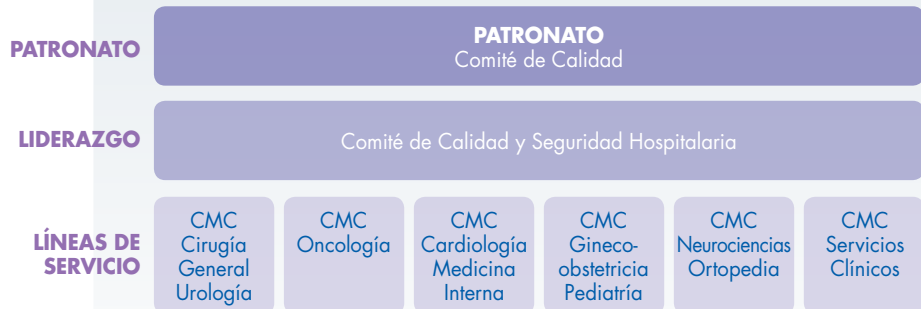 PATRONATO
PATRONATO
Comité de Calidad
LIDERAZGO
Comité de Calidad y Seguridad Hospitalaria
LÍNEAS DE
SERVICIO
CMC
Cirugía
General
Urología
CMC
Oncología
CMC
Cardiología
Medicina
Interna
CMC
Gineco-
obstetricia
Pediatría
CMC
Neurociencias
Ortopedia
CMC
Servicios
Clínicos